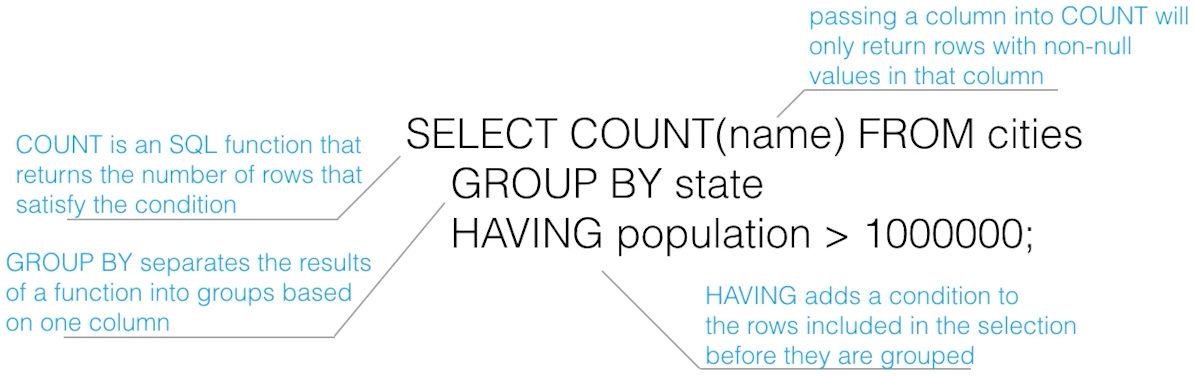 passing a column into COUNT will
only return rows with non-null
values in that column
COUNT is an SQL function that
returns the number of rows that
satisfy the condition
SELECT COUNT(name) FROM cities
GROUP BY state
HAVING population > 1000000;
GROUP BY separates the results
of a function into groups based
on one column
HAVING adds a condition to
the rows included in the selection
before they are grouped